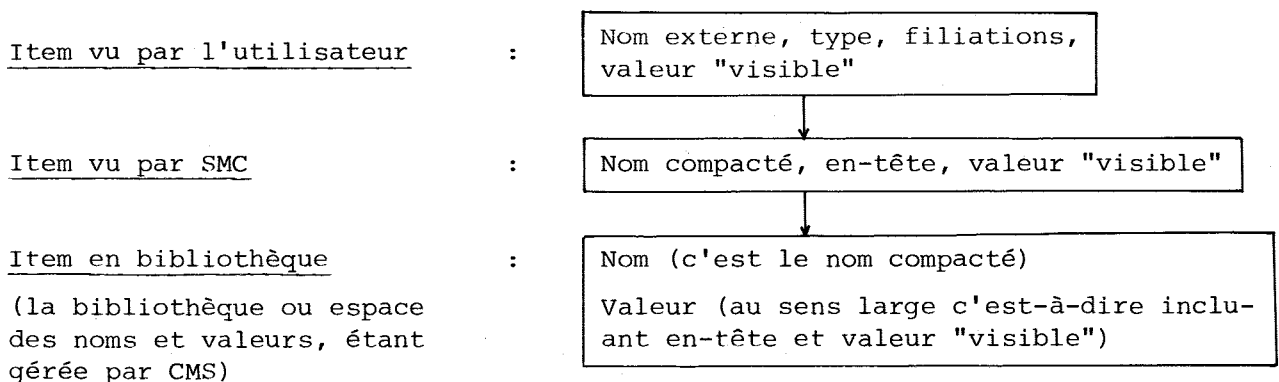 Item vu par l'utilisateur : Nom externe, type, filiations,
valeur "visible"
Item vu par SMC : Nom compacté, en-tête, valeur "visible"
Item en bibliothèque : Nom (c'est le nom compacté)
(la bibliothèque ou espace
des noms et valeurs, étant
gérée par CMS)
Valeur (au sens large c'est-à-dire inclu-
ant en-tête et valeur "visible")